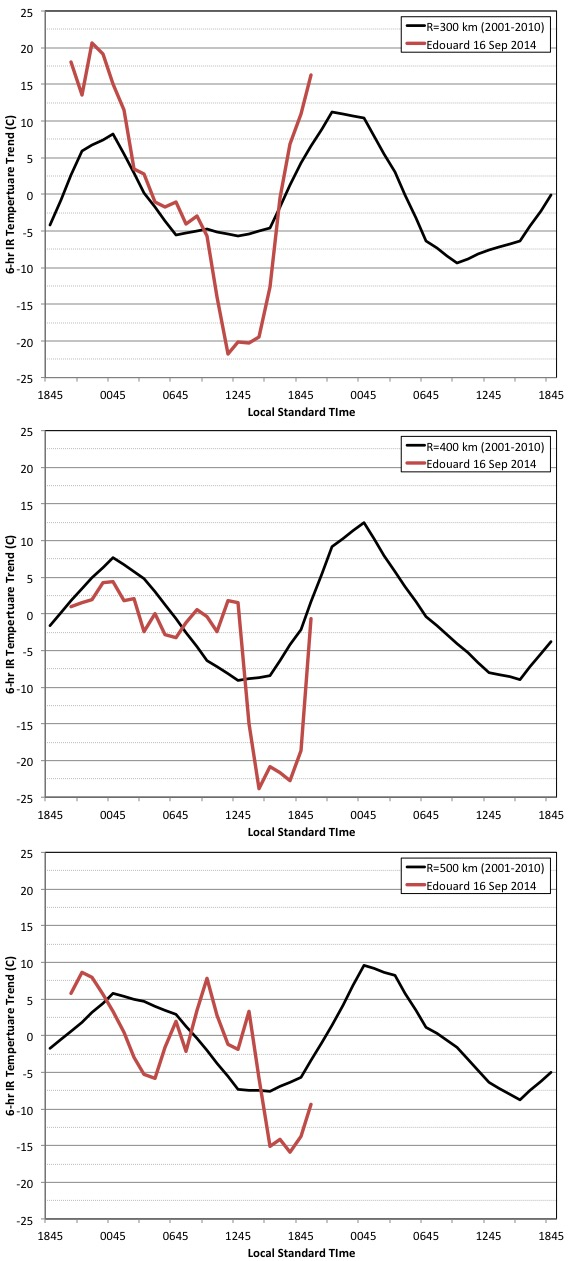 R=300 km (2001-2010)
Edouard 16 Sep 2014
6-hr IR Tempertuare Trend (C)
25
20
15
10
5
0
-5
-10
-15
-20
-25
1845 0045 0645 1245 1845 0045 0645 1245 1845
Local Standard TIme
R=400 km (2001-2010)
Edouard 16 Sep 2014
6-hr IR Tempertuare Trend (C)
25
20
15
10
5
0
-5
-10
-15
-20
-25
1845 0045 0645 1245 1845 0045 0645 1245 1845
Local Standard TIme
R=500 km (2001-2010)
Edouard 16 Sep 2014
6-hr IR Tempertuare Trend (C)
25
20
15
10
5
0
-5
-10
-15
-20
-25
1845 0045 0645 1245 1845 0045 0645 1245 1845
Local Standard TIme